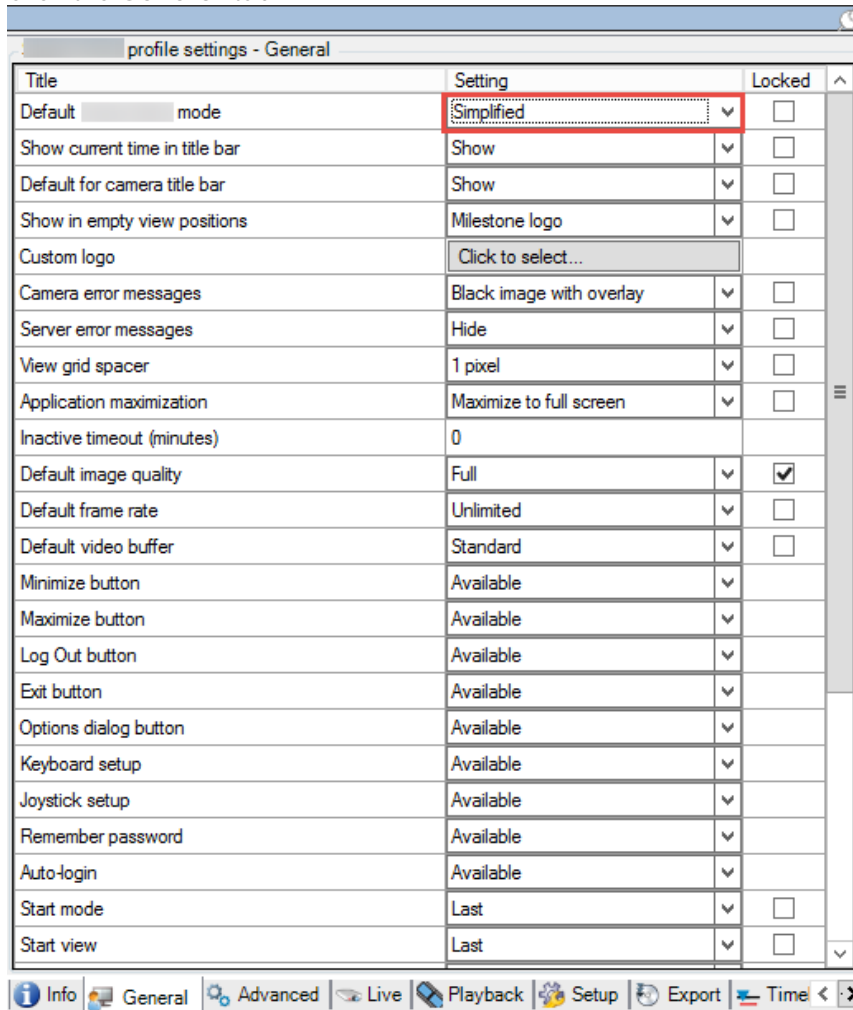 profile settings - General
Title Setting Locked
Default mode Simplified
Show current time in title bar Show
Default for camera title bar Show
Show in empty view positions Milestone logo
Custom logo Click to select...
Camera error messages Black image with overlay
Server error messages Hide
View grid spacer 1 pixel
Application maximization Maximize to full screen
Inactive timeout (minutes) 0
Default image quality Full
Default frame rate Unlimited
Default video buffer Standard
Minimize button Available
Maximize button Available
Log Out button Available
Exit button Available
Options dialog button Available
Keyboard setup Available
Joystick setup Available
Remember password Available
Auto-login Available
Start mode Last
Start view Last
Info General Advanced Live Playback Setup Export Timel